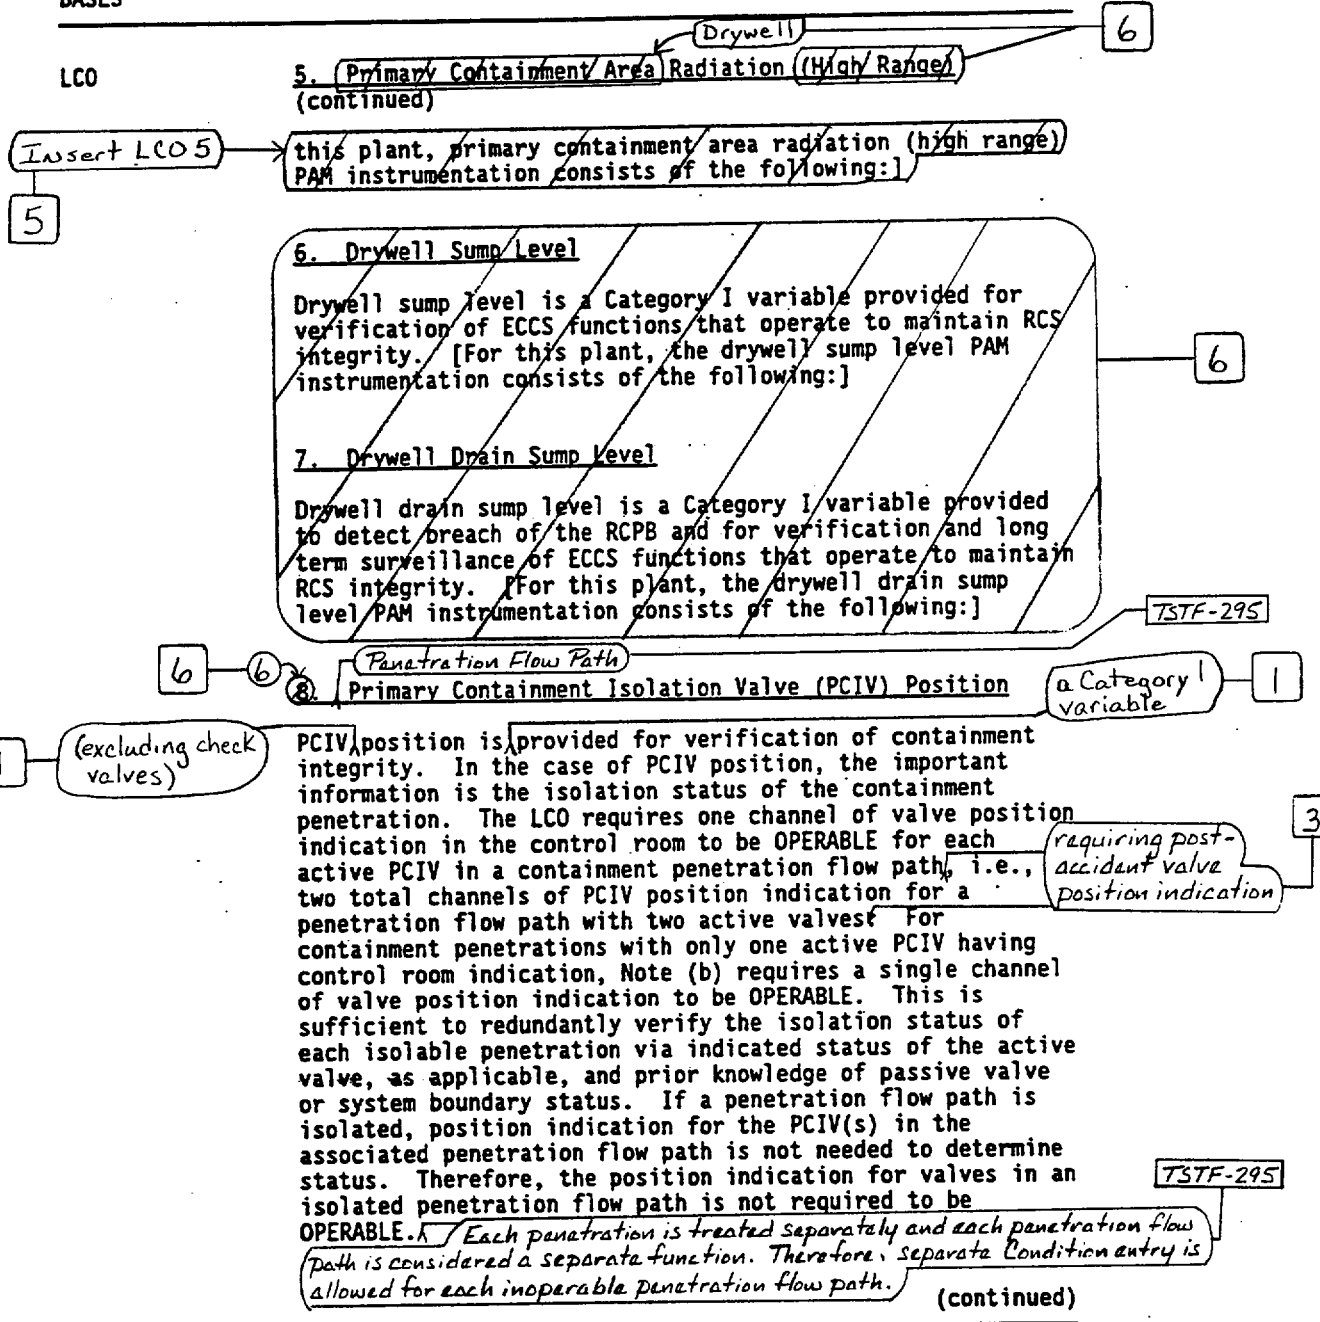 BASES
Drywell
6
LCO
5. Primary Containment Area Radiation (High Range)
(continued)
Insert LCO 5
this plant, primary containment area radiation (high range)
PAM instrumentation consists of the following:]
5
6. Drywell Sump Level
Drywell sump level is a Category I variable provided for
verification of ECCS functions that operate to maintain RCS
integrity. [For this plant, the drywell sump level PAM
instrumentation consists of the following:]
6
7. Drywell Drain Sump Level
Drywell drain sump level is a Category I variable provided
to detect breach of the RCPB and for verification and long
term surveillance of ECCS functions that operate to maintain
RCS integrity. [For this plant, the drywell drain sump
level PAM instrumentation consists of the following:]
TSTF-295
6
6
Penetration Flow Path
8. Primary Containment Isolation Valve (PCIV) Position
a Category 1
variable
1
(excluding check
valves)
PCIV position is provided for verification of containment
integrity. In the case of PCIV position, the important
information is the isolation status of the containment
penetration. The LCO requires one channel of valve position
indication in the control room to be OPERABLE for each
active PCIV in a containment penetration flow path, i.e.,
two total channels of PCIV position indication for a
penetration flow path with two active valves. For
requiring post-
accident valve
position indication
3
containment penetrations with only one active PCIV having
control room indication, Note (b) requires a single channel
of valve position indication to be OPERABLE. This is
sufficient to redundantly verify the isolation status of
each isolable penetration via indicated status of the active
valve, as applicable, and prior knowledge of passive valve
or system boundary status. If a penetration flow path is
isolated, position indication for the PCIV(s) in the
associated penetration flow path is not needed to determine
status. Therefore, the position indication for valves in an
isolated penetration flow path is not required to be
OPERABLE.
TSTF-295
Each penetration is treated separately and each penetration flow
path is considered a separate function. Therefore, separate Condition entry is
allowed for each inoperable penetration flow path.
(continued)